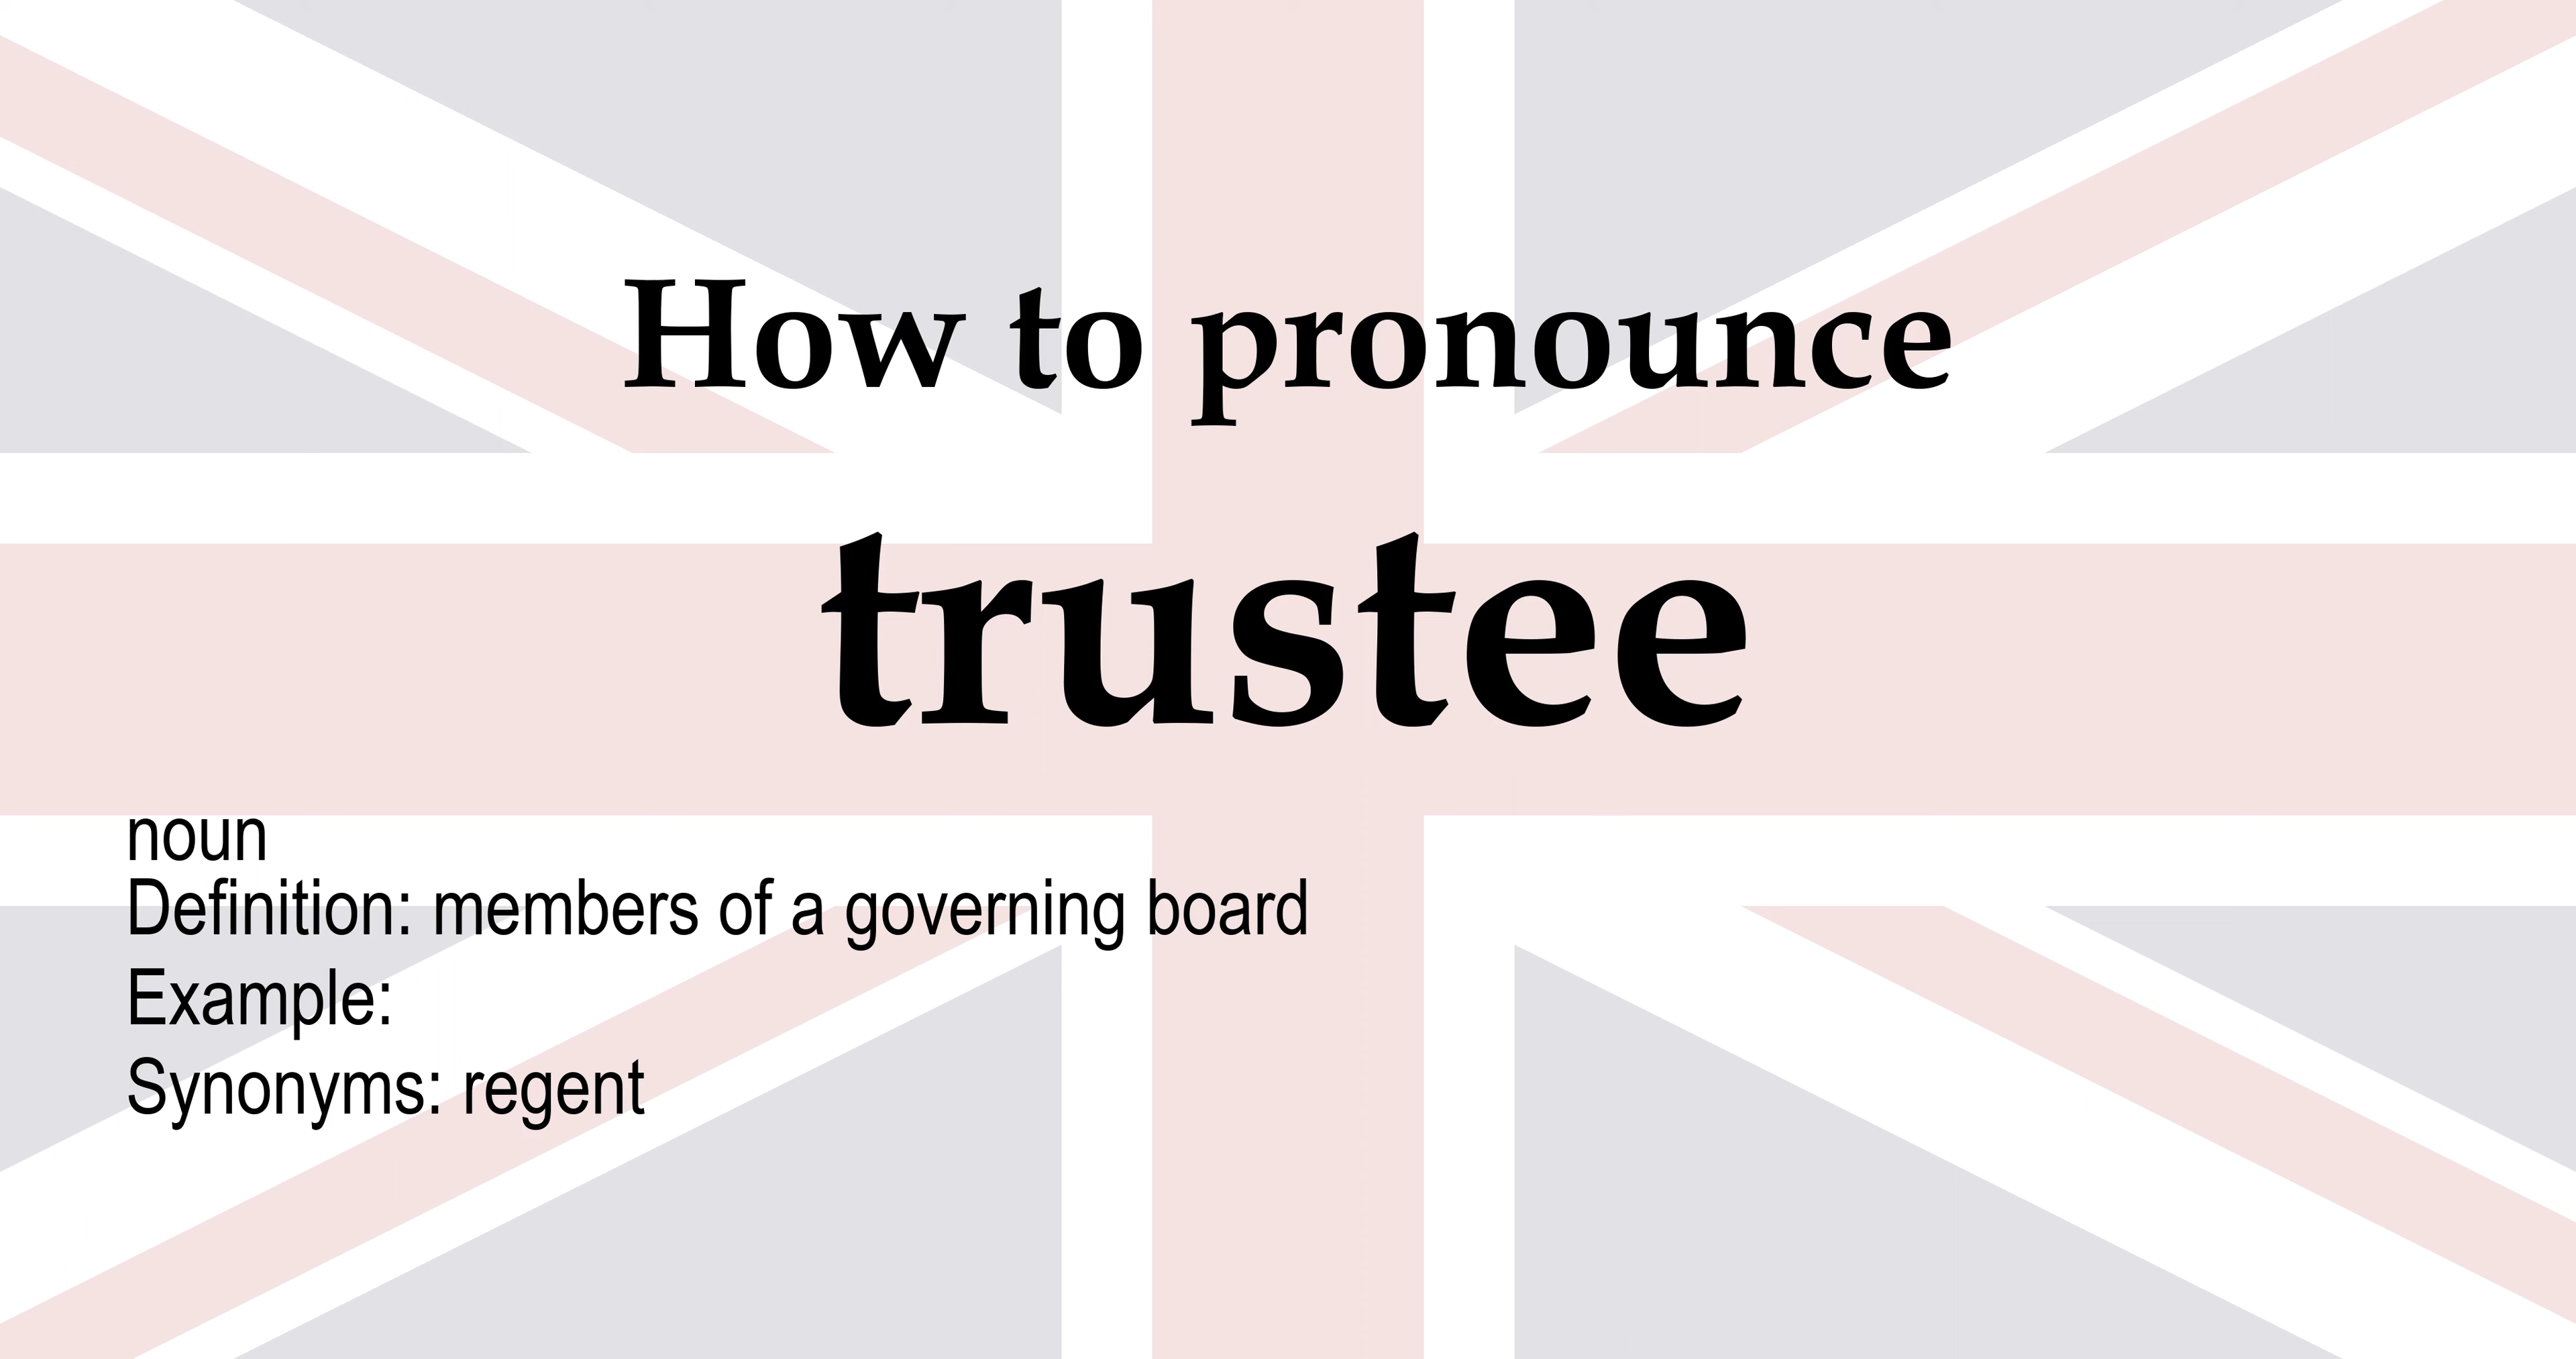 How to pronounce
trustee
noun
Definition: members of a governing board
Example:
Synonyms: regent